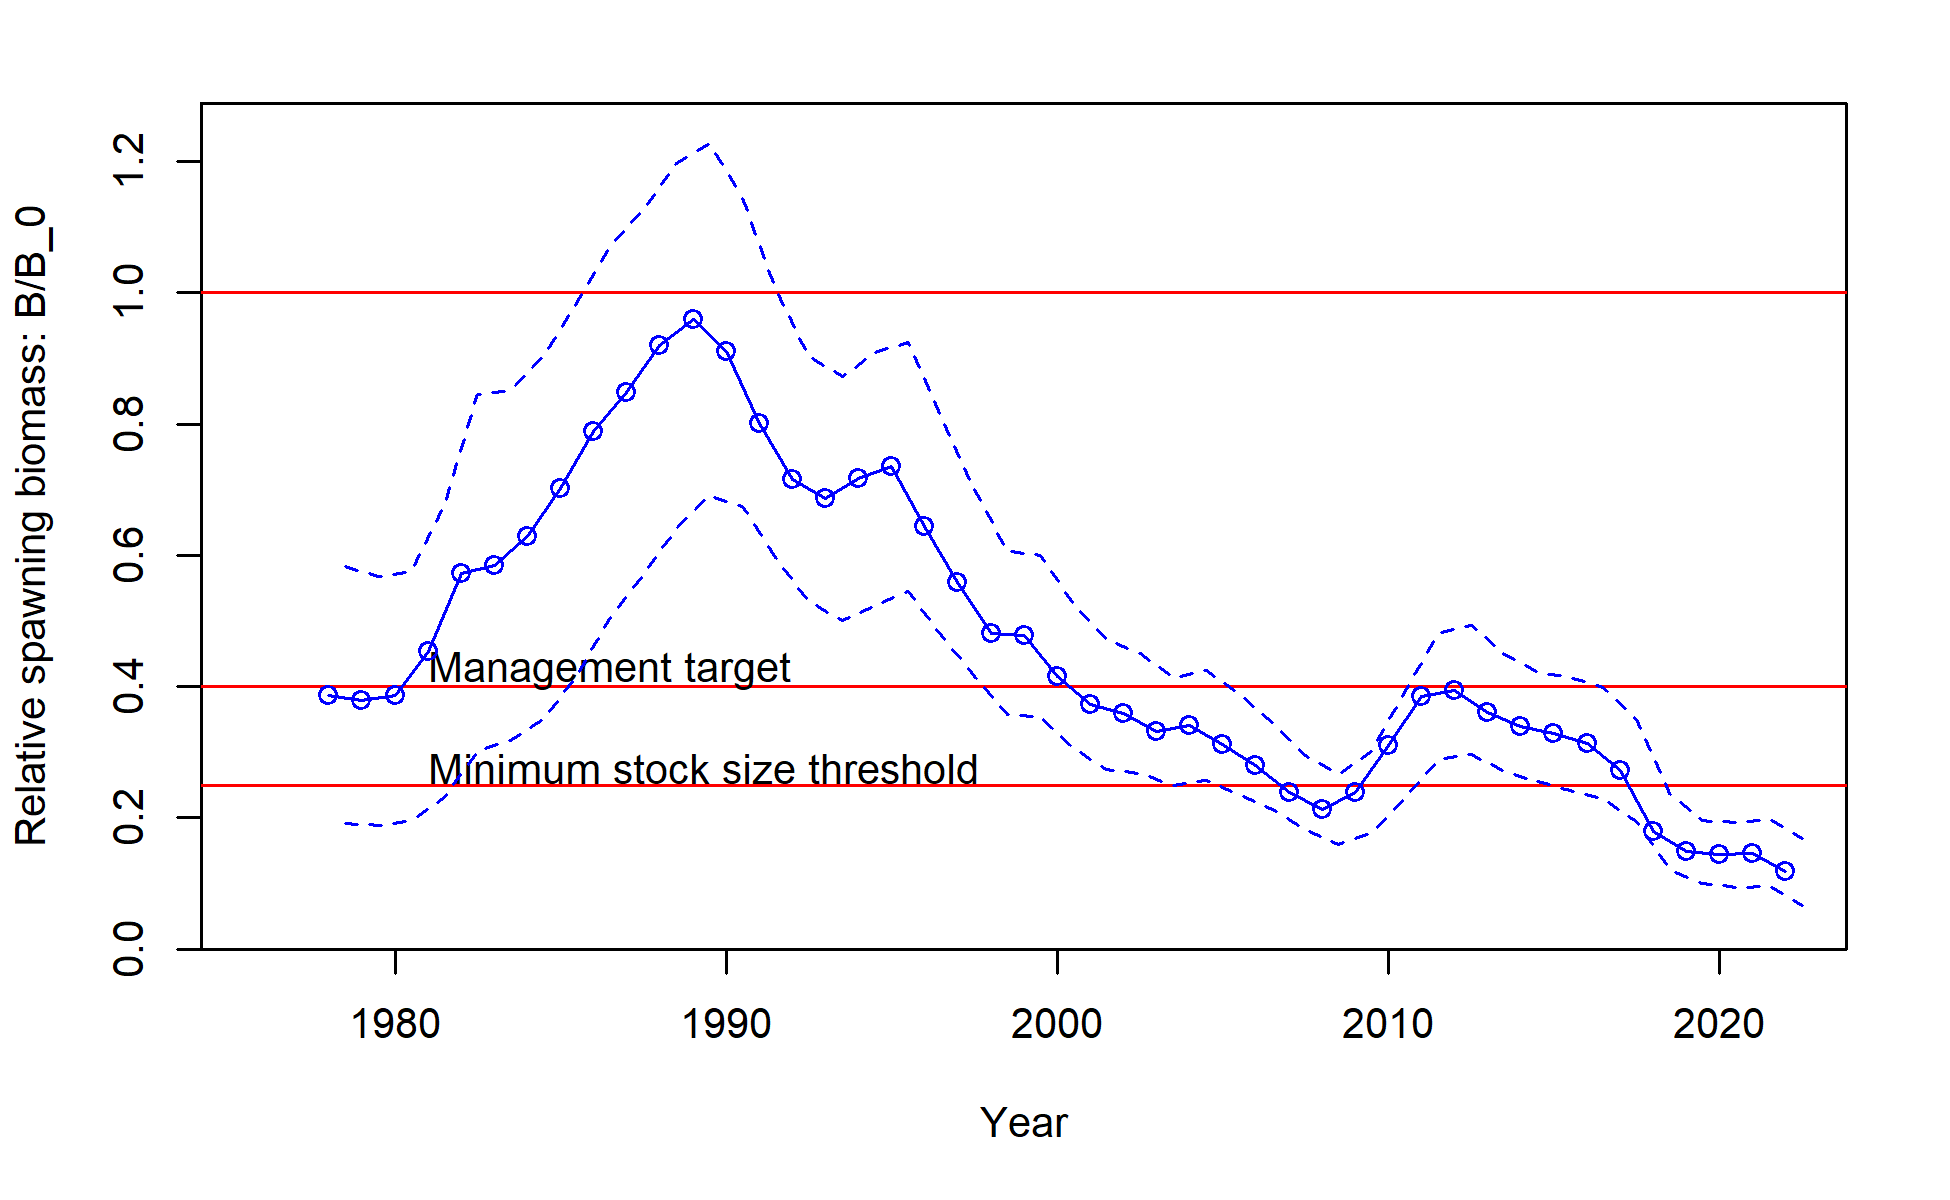 Relative spawning biomass: B/B_0
1.2
1.0
0.8
0.6
0.4
0.2
0.0
Management target
Minimum stock size threshold
1980 1990 2000 2010 2020
Year